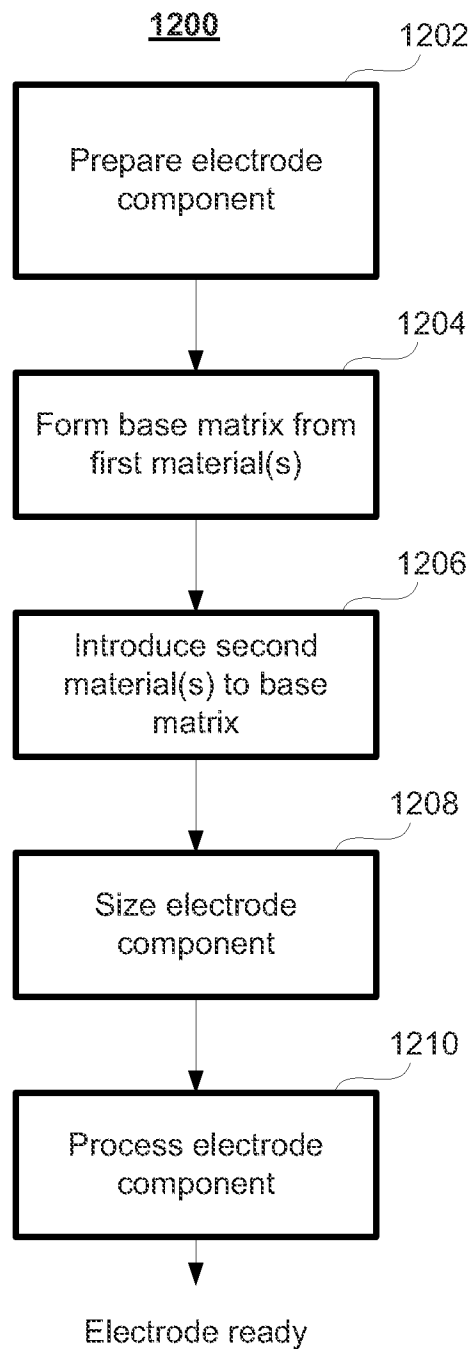 1200
1202
Prepare electrode
component
1204
Form base matrix from
first material(s)
1206
Introduce second
material(s) to base
matrix
1208
Size electrode
component
1210
Process electrode
component
Electrode ready